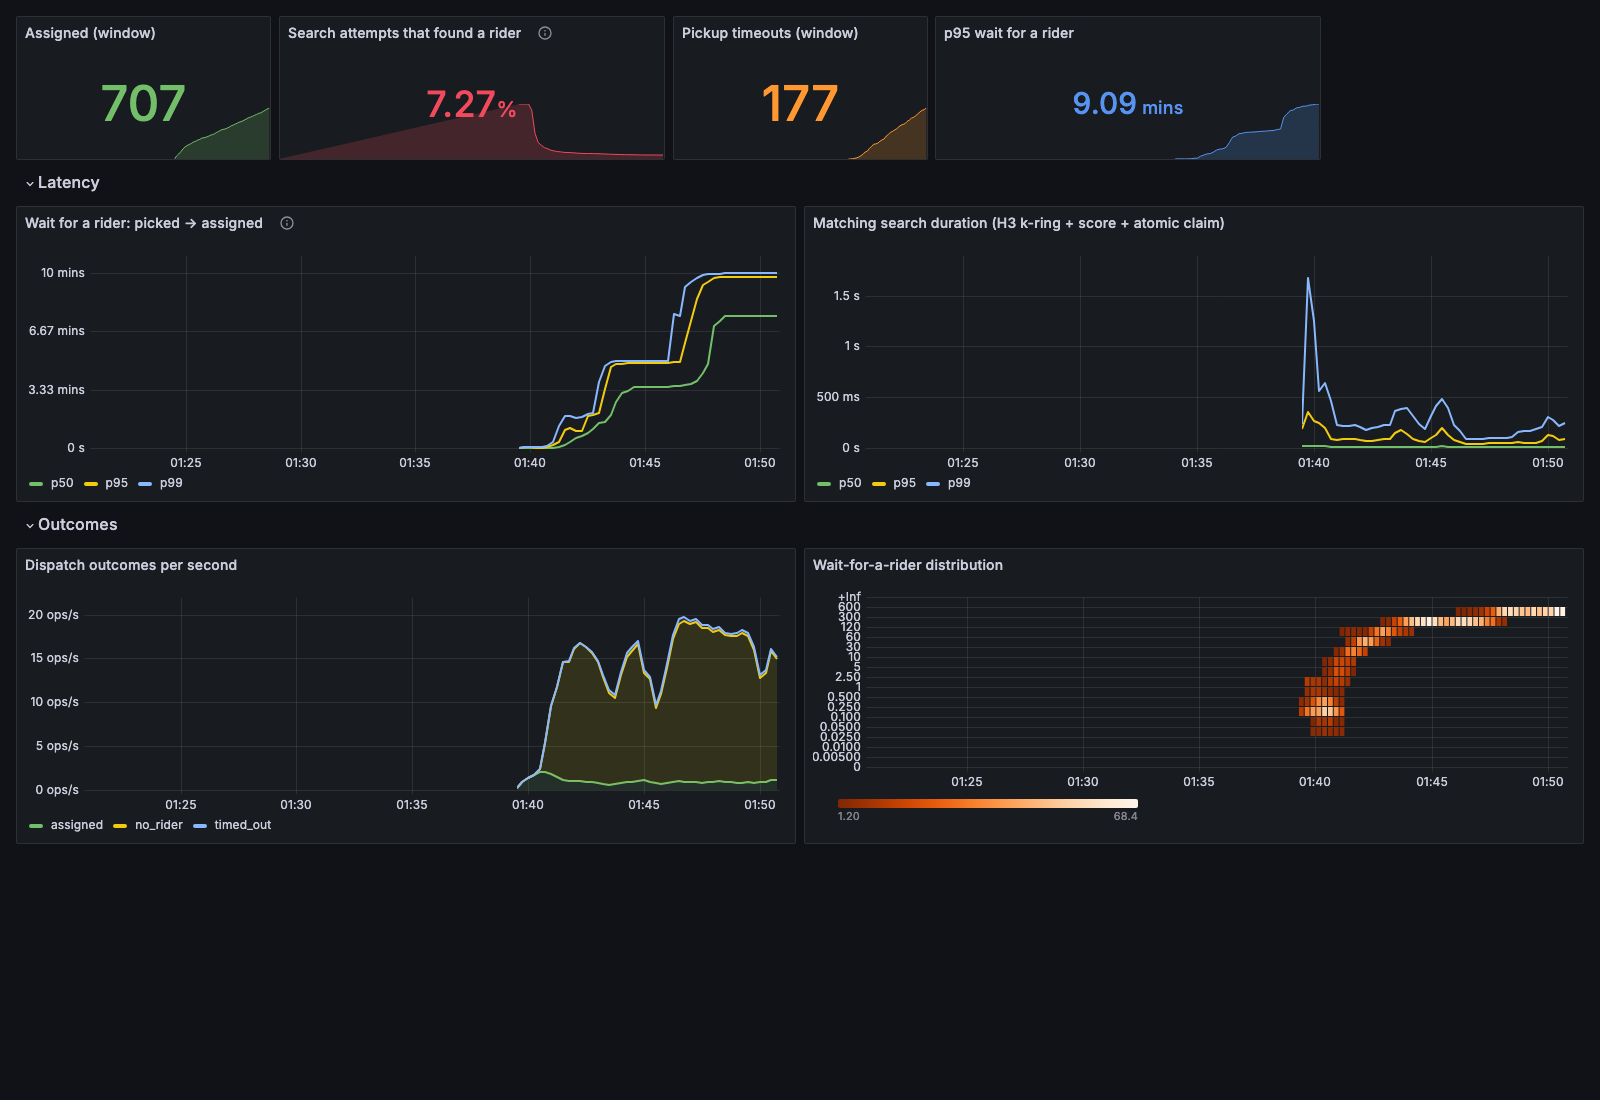 Assigned (window)
707
Search attempts that found a rider
7.27%
Pickup timeouts (window)
177
p95 wait for a rider
9.09 mins
Latency
Wait for a rider: picked → assigned
10 mins
6.67 mins
3.33 mins
0 s
01:25 01:30 01:35 01:40 01:45 01:50
p50 p95 p99
Matching search duration (H3 k-ring + score + atomic claim)
1.5 s
1 s
500 ms
0 s
01:25 01:30 01:35 01:40 01:45 01:50
p50 p95 p99
Outcomes
Dispatch outcomes per second
20 ops/s
15 ops/s
10 ops/s
5 ops/s
0 ops/s
01:25 01:30 01:35 01:40 01:45 01:50
assigned no_rider timed_out
Wait-for-a-rider distribution
+Inf
600
300
120
60
30
10
5
2.50
1
0.500
0.250
0.100
0.0500
0.0250
0.0100
0.00500
0
01:25 01:30 01:35 01:40 01:45 01:50
1.20 68.4